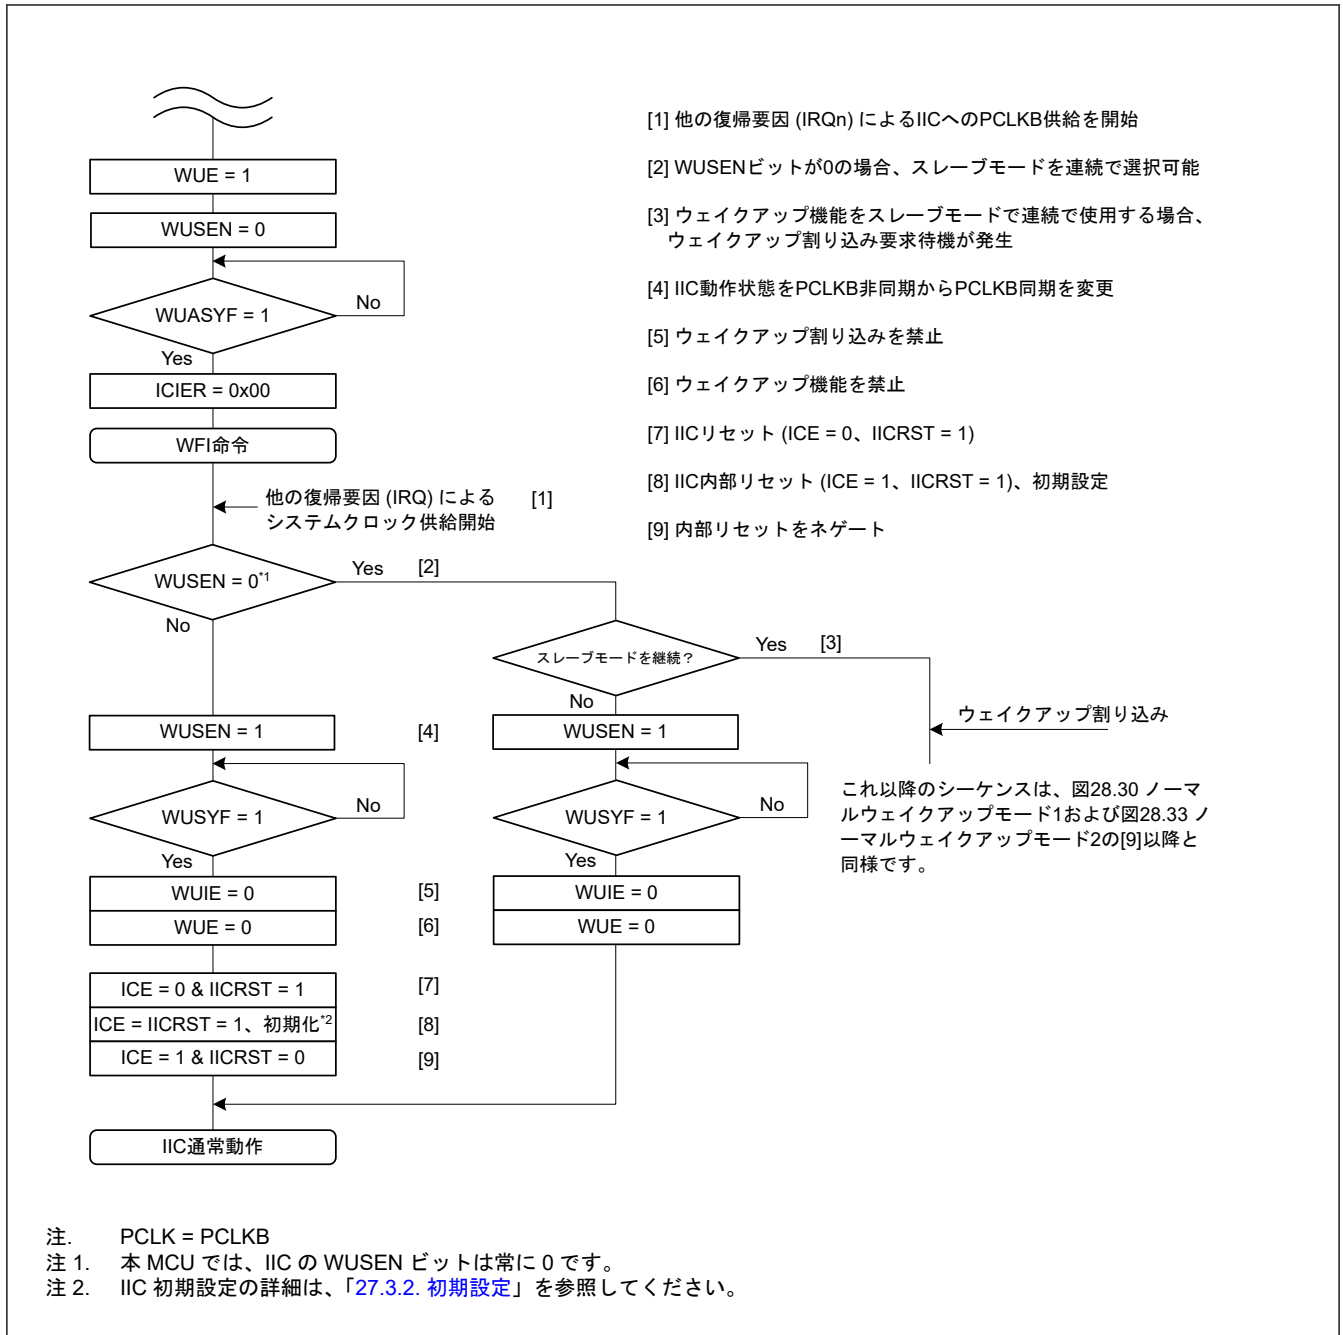 WUE = 1
WUSEN = 0
WUASYF = 1
No
Yes
ICIER = 0x00
WFI命令
他の復帰要因 (IRQ) による
システムクロック供給開始
[1]
WUSEN = 0*1
Yes
[2]
No
スレーブモードを継続？
Yes
[3]
No
ウェイクアップ割り込み
WUSEN = 1
[4]
WUSEN = 1
WUSYF = 1
No
WUSYF = 1
No
これ以降のシーケンスは、図28.30 ノーマ
ルウェイクアップモード1および図28.33 ノ
ーマルウェイクアップモード2の[9]以降と
同様です。
Yes
Yes
WUIE = 0
[5]
WUIE = 0
WUE = 0
[6]
WUE = 0
ICE = 0 & IICRST = 1
[7]
ICE = IICRST = 1、初期化*2
[8]
ICE = 1 & IICRST = 0
[9]
IIC通常動作
[1] 他の復帰要因 (IRQn) によるIICへのPCLKB供給を開始
[2] WUSENビットが0の場合、スレーブモードを連続で選択可能
[3] ウェイクアップ機能をスレーブモードで連続で使用する場合、
ウェイクアップ割り込み要求待機が発生
[4] IIC動作状態をPCLKB非同期からPCLKB同期を変更
[5] ウェイクアップ割り込みを禁止
[6] ウェイクアップ機能を禁止
[7] IICリセット (ICE = 0、IICRST = 1)
[8] IIC内部リセット (ICE = 1、IICRST = 1)、初期設定
[9] 内部リセットをネゲート
注. PCLK = PCLKB
注 1. 本 MCU では、IIC の WUSEN ビットは常に 0 です。
注 2. IIC 初期設定の詳細は、「27.3.2. 初期設定」を参照してください。